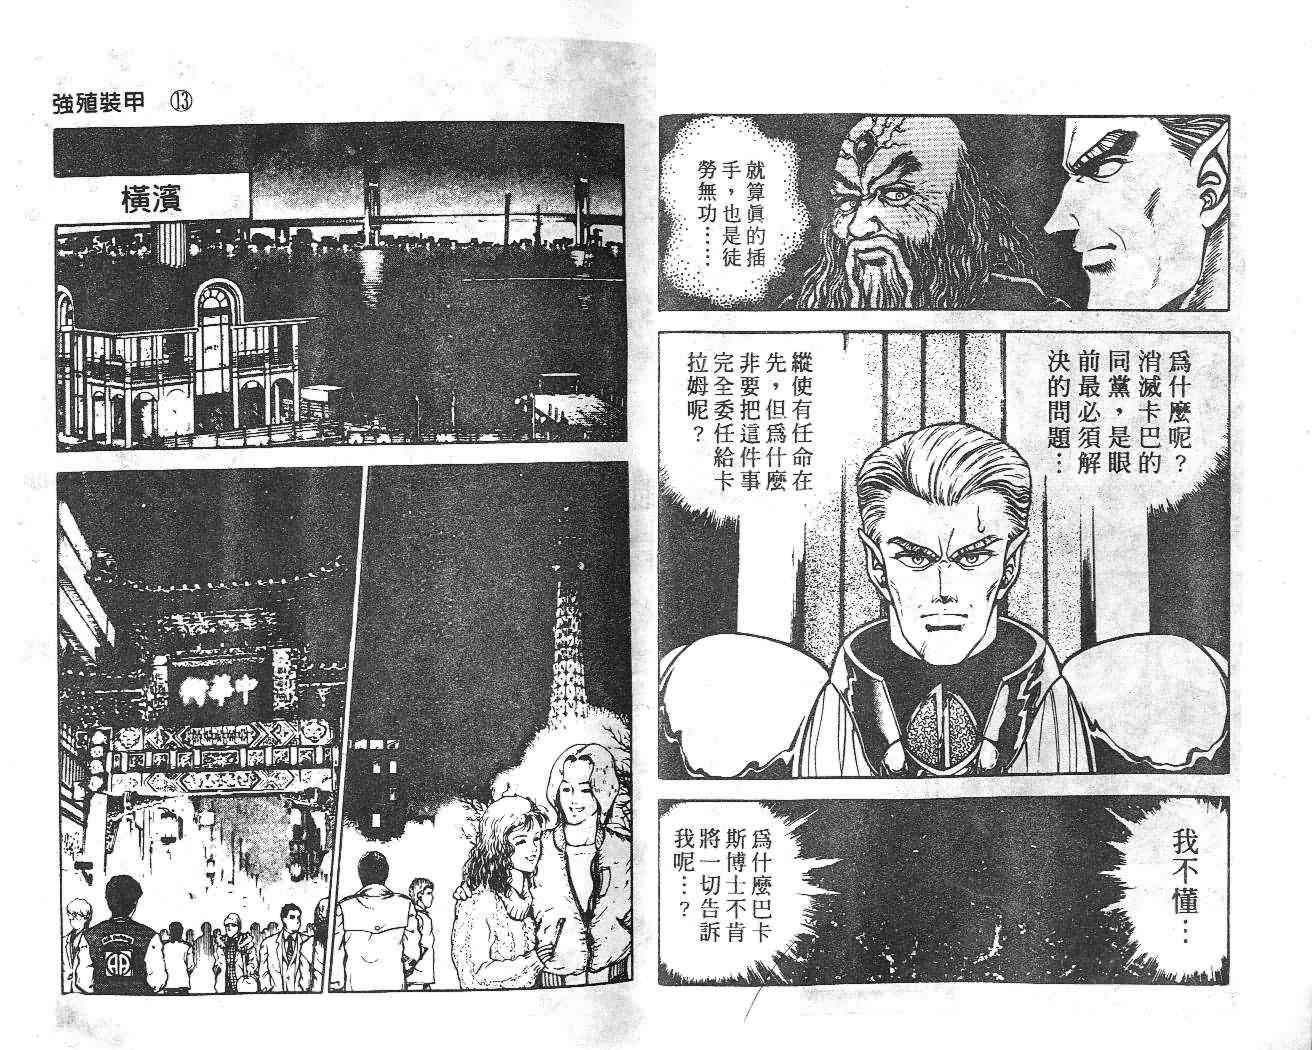 就算真的插
手，也是徒
勞無功……
為什麼呢？
消滅卡巴的
同黨，是眼
前最必須解
決的問題…
縱使有任命在
先，但為什麼
非要把這件事
完全委任給卡
拉姆呢？
我不懂…
為什麼巴卡
斯博士不肯
將一切告訴
我呢…？
強殖裝甲 ⑬
橫濱
中華街